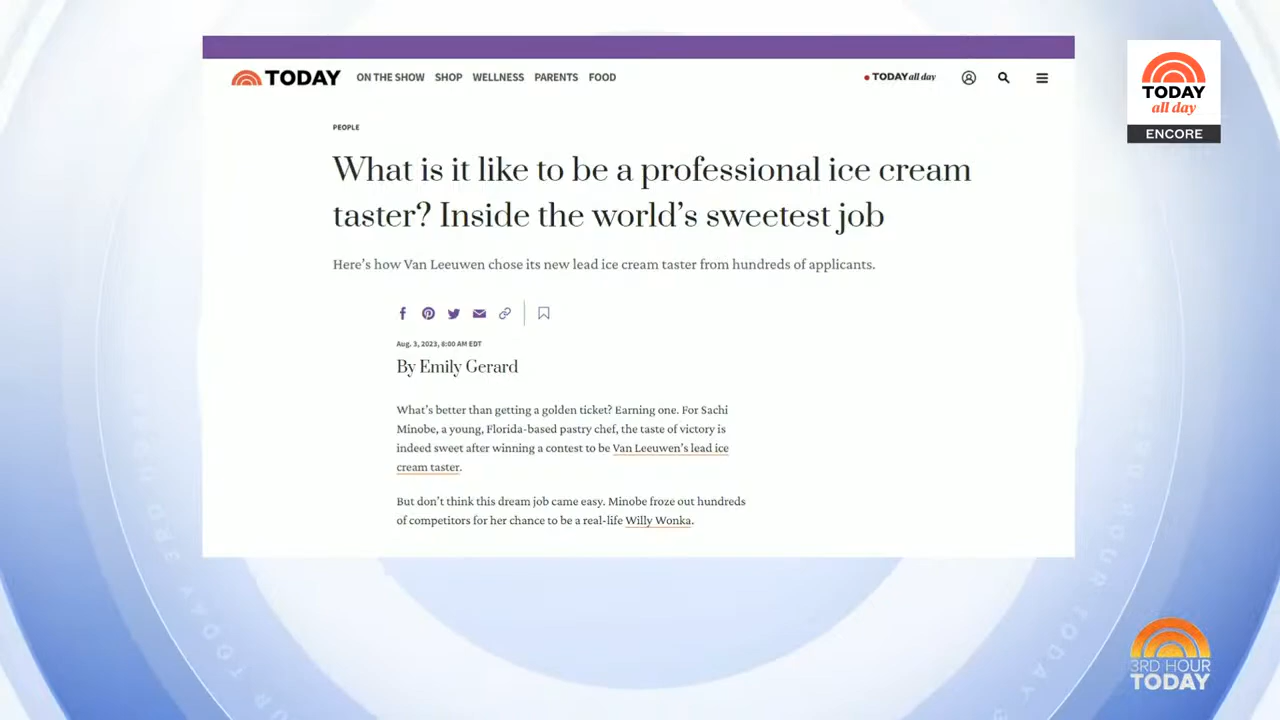 TODAY ON THE SHOW SHOP WELLNESS PARENTS FOOD TODAY all day
TODAY
all day
ENCORE
PEOPLE
What is it like to be a professional ice cream
taster? Inside the world's sweetest job
Here's how Van Leeuwen chose its new lead ice cream taster from hundreds of applicants.
Aug. 3, 2023, 8:00 AM EDT
By Emily Gerard
What's better than getting a golden ticket? Earning one. For Sachi
Minobe, a young, Florida-based pastry chef, the taste of victory is
indeed sweet after winning a contest to be Van Leeuwen's lead ice
cream taster.
But don't think this dream job came easy. Minobe froze out hundreds
of competitors for her chance to be a real-life Willy Wonka.
3RD HOUR
TODAY